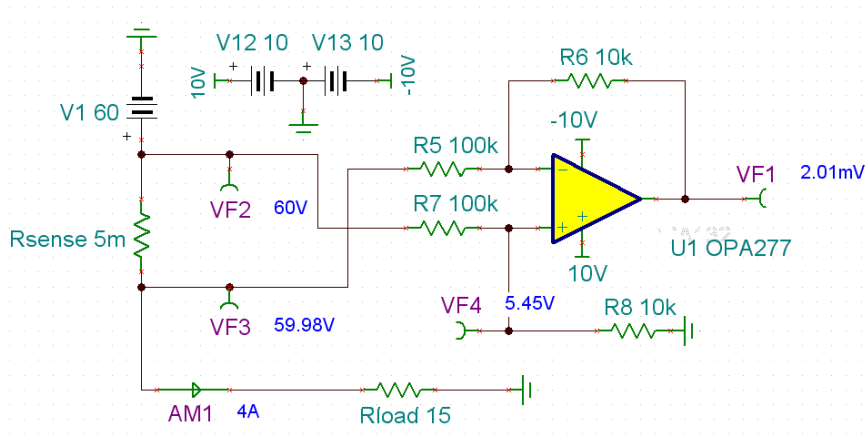 V12 10
V13 10
R6 10k
10V
-10V
V1 60
+
+
+
-10V
R5 100k
VF1
2.01mV
VF2
60V
R7 100k
Rsense 5m
U1 OPA277
10V
VF4
5.45V
R8 10k
VF3
59.98V
AM1
4A
Rload 15